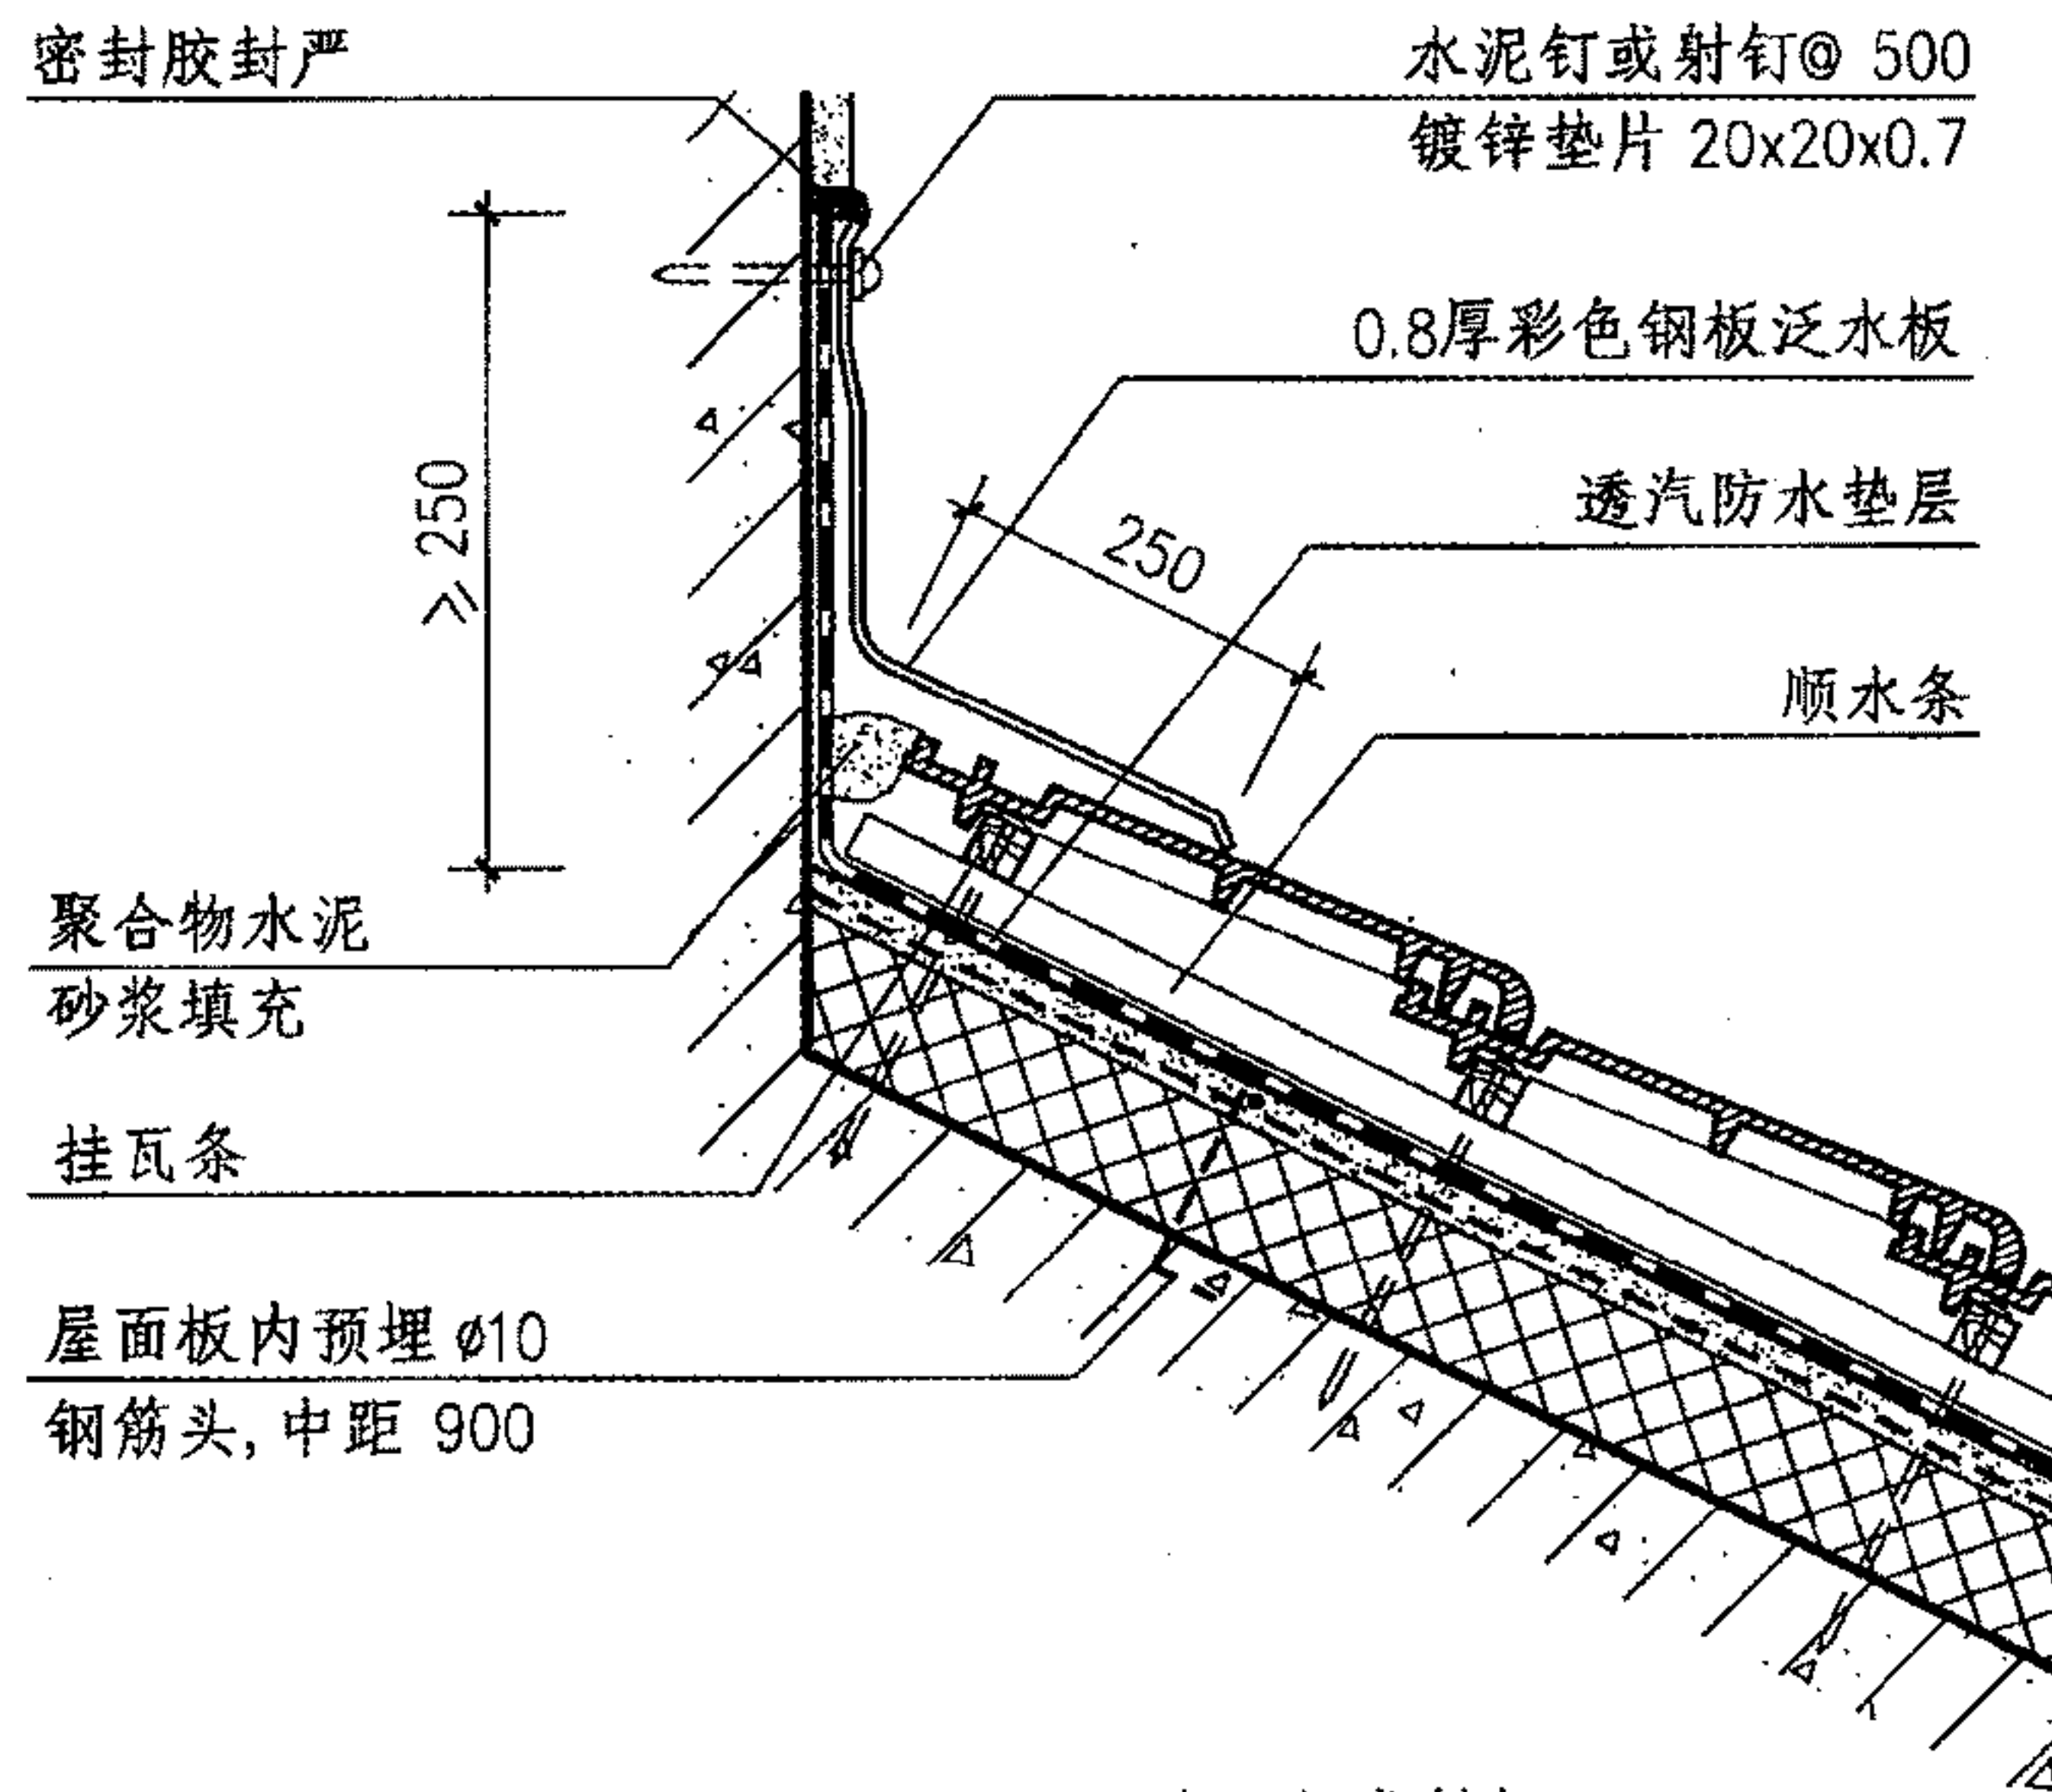 密封胶封严
水泥钉或射钉@ 500
镀锌垫片 20x20x0.7
0.8厚彩色钢板泛水板
透汽防水垫层
顺水条
≥250
250
聚合物水泥
砂浆填充
挂瓦条
屋面板内预埋 ø10
钢筋头, 中距 900